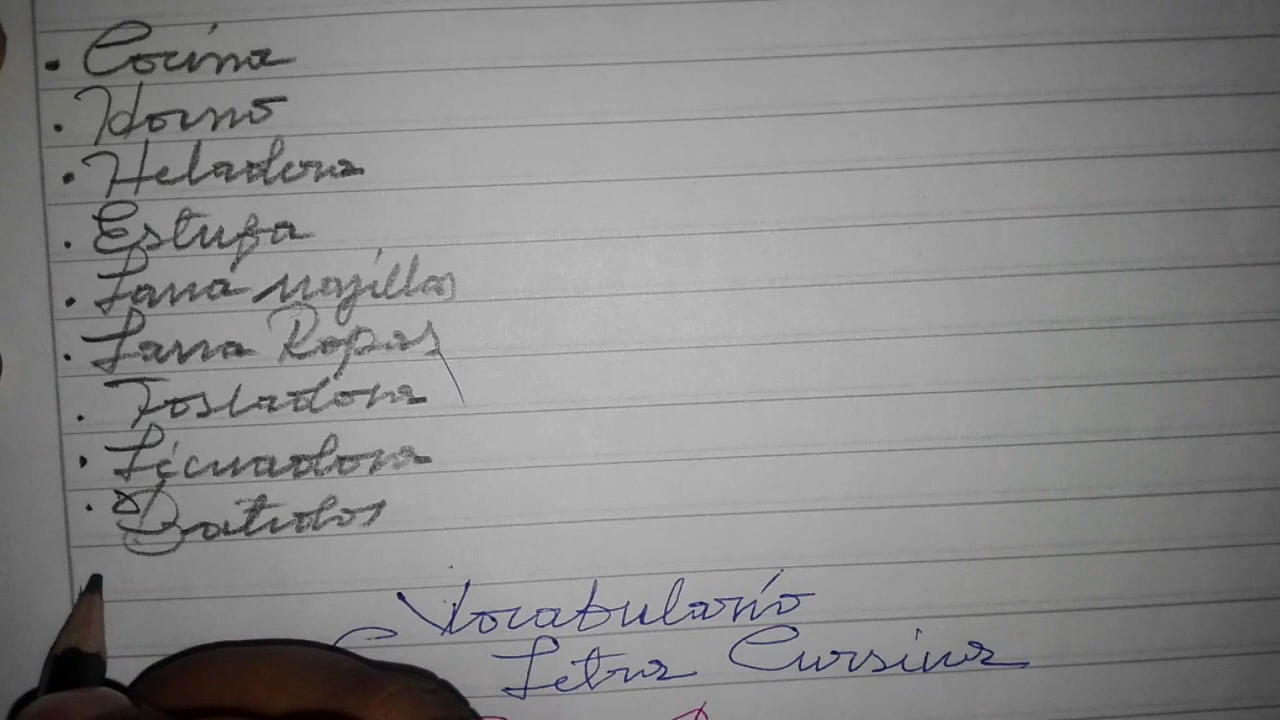 • Cocina
• Horno
• Heladera
• Estufa
• Lava vajillas
• Lava Ropas
• Tostadora
• Licuadora
• Batidos
Vocabulario
Letra Cursiva